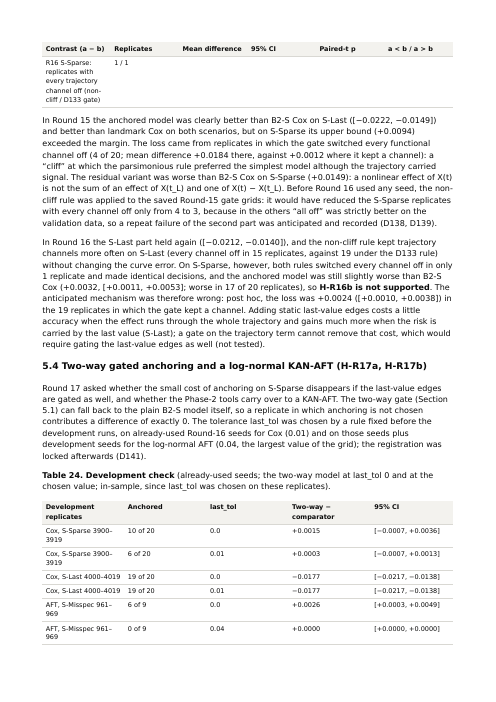 Contrast (a − b) Replicates Mean difference 95% CI Paired-t p a < b / a > b
R16 S-Sparse: 1 / 1
replicates with
every trajectory
channel off (non-
cliff / D133 gate)
In Round 15 the anchored model was clearly better than B2-S Cox on S-Last ([−0.0222, −0.0149])
and better than landmark Cox on both scenarios, but on S-Sparse its upper bound (+0.0094)
exceeded the margin. The loss came from replicates in which the gate switched every functional
channel off (4 of 20; mean difference +0.0184 there, against +0.0012 where it kept a channel): a
“cliff” at which the parsimonious rule preferred the simplest model although the trajectory carried
signal. The residual variant was worse than B2-S Cox on S-Sparse (+0.0149): a nonlinear effect of X(t)
is not the sum of an effect of X(t_L) and one of X(t) − X(t_L). Before Round 16 used any seed, the non-
cliff rule was applied to the saved Round-15 gate grids: it would have reduced the S-Sparse replicates
with every channel off only from 4 to 3, because in the others “all off” was strictly better on the
validation data, so a repeat failure of the second part was anticipated and recorded (D138, D139).
In Round 16 the S-Last part held again ([−0.0212, −0.0140]), and the non-cliff rule kept trajectory
channels more often on S-Last (every channel off in 15 replicates, against 19 under the D133 rule)
without changing the curve error. On S-Sparse, however, both rules switched every channel off in only
1 replicate and made identical decisions, and the anchored model was still slightly worse than B2-S
Cox (+0.0032, [+0.0011, +0.0053]; worse in 17 of 20 replicates), so H-R16b is not supported. The
anticipated mechanism was therefore wrong: post hoc, the loss was +0.0024 ([+0.0010, +0.0038]) in
the 19 replicates in which the gate kept a channel. Adding static last-value edges costs a little
accuracy when the effect runs through the whole trajectory and gains much more when the risk is
carried by the last value (S-Last); a gate on the trajectory term cannot remove that cost, which would
require gating the last-value edges as well (not tested).
5.4 Two-way gated anchoring and a log-normal KAN-AFT (H-R17a, H-R17b)
Round 17 asked whether the small cost of anchoring on S-Sparse disappears if the last-value edges
are gated as well, and whether the Phase-2 tools carry over to a KAN-AFT. The two-way gate (Section
5.1) can fall back to the plain B2-S model itself, so a replicate in which anchoring is not chosen
contributes a difference of exactly 0. The tolerance last_tol was chosen by a rule fixed before the
development runs, on already-used Round-16 seeds for Cox (0.01) and on those seeds plus
development seeds for the log-normal AFT (0.04, the largest value of the grid); the registration was
locked afterwards (D141).
Table 24. Development check (already-used seeds; the two-way model at last_tol 0 and at the
chosen value; in-sample, since last_tol was chosen on these replicates).
Development Anchored last_tol Two-way − 95% CI
replicates comparator
Cox, S-Sparse 3900– 10 of 20 0.0 +0.0015 [−0.0007, +0.0036]
3919
Cox, S-Sparse 3900– 6 of 20 0.01 +0.0003 [−0.0007, +0.0013]
3919
Cox, S-Last 4000–4019 19 of 20 0.0 −0.0177 [−0.0217, −0.0138]
Cox, S-Last 4000–4019 19 of 20 0.01 −0.0177 [−0.0217, −0.0138]
AFT, S-Misspec 961– 6 of 9 0.0 +0.0026 [+0.0003, +0.0049]
969
AFT, S-Misspec 961– 0 of 9 0.04 +0.0000 [+0.0000, +0.0000]
969